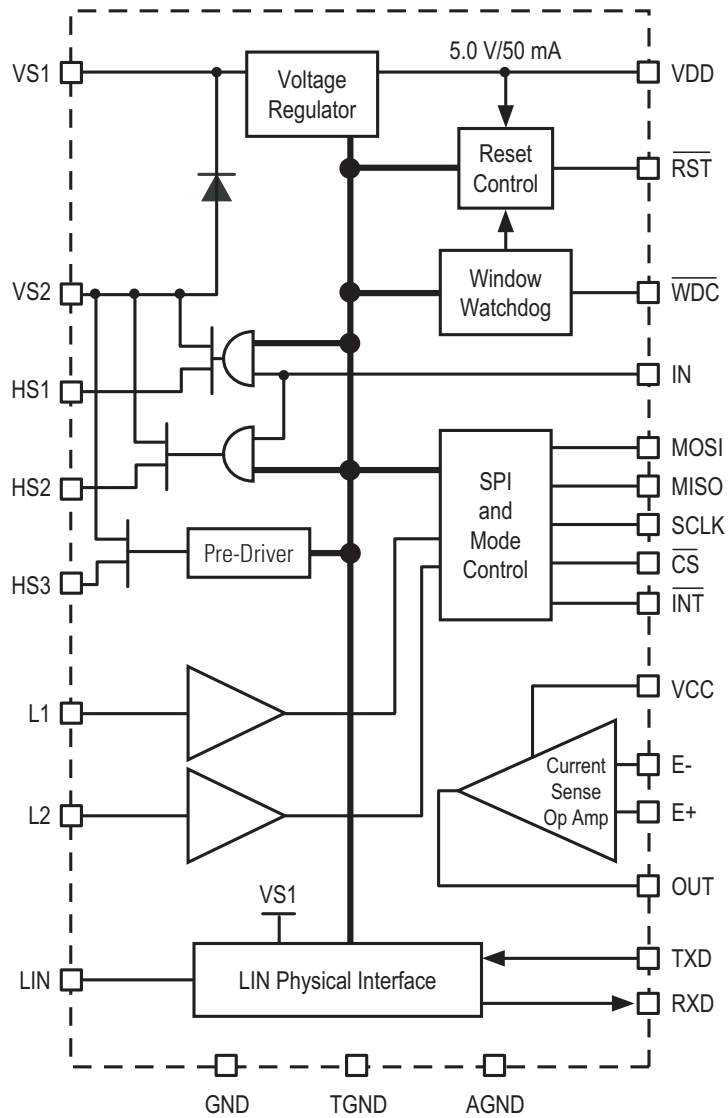 5.0 V/50 mA
VS1
Voltage
Regulator
VDD
Reset
Control
RST
VS2
Window
Watchdog
WDC
HS1
IN
HS2
SPI
and
Mode
Control
MOSI
MISO
SCLK
CS
INT
HS3
Pre-Driver
L1
VCC
L2
Current
Sense
Op Amp
E-
E+
OUT
VS1
LIN
LIN Physical Interface
TXD
RXD
GND
TGND
AGND